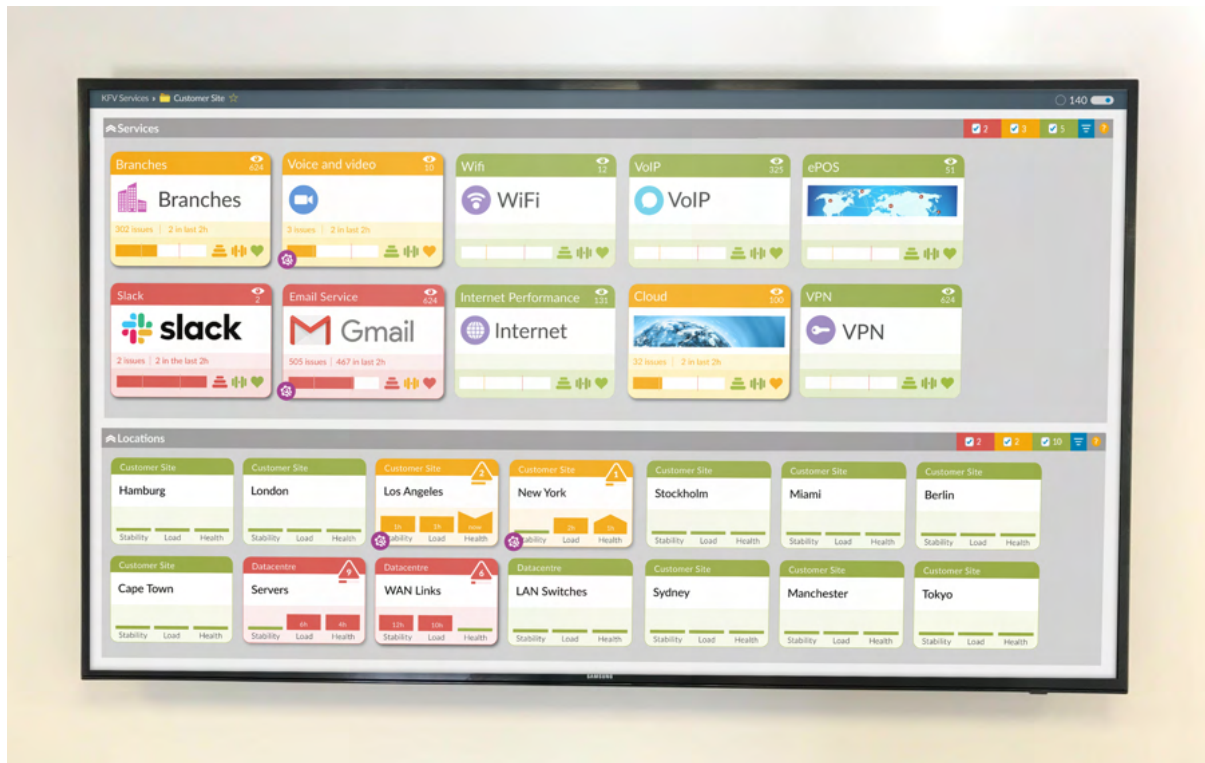 KFV Services › Customer Site
140
Services
2 3 5 ?
Branches 624
Branches
302 issues | 2 in last 2h
Voice and video 10
3 issues | 2 in last 2h
Wifi 12
WiFi
VoIP 325
VoIP
ePOS 51
Slack 2
slack
2 issues | 2 in the last 2h
Email Service 624
Gmail
505 issues | 467 in last 2h
Internet Performance 131
Internet
Cloud 100
32 issues | 2 in last 2h
VPN 624
VPN
Locations
2 2 10 ?
Customer Site
Hamburg
Stability Load Health
Customer Site
London
Stability Load Health
Customer Site 2
Los Angeles
1h 1h now
Stability Load Health
Customer Site 1
New York
2h 1h
Stability Load Health
Customer Site
Stockholm
Stability Load Health
Customer Site
Miami
Stability Load Health
Customer Site
Berlin
Stability Load Health
Customer Site
Cape Town
Stability Load Health
Datacentre 9
Servers
6h 4h
Stability Load Health
Datacentre 6
WAN Links
12h 10h
Stability Load Health
Datacentre
LAN Switches
Stability Load Health
Customer Site
Sydney
Stability Load Health
Customer Site
Manchester
Stability Load Health
Customer Site
Tokyo
Stability Load Health
SAMSUNG